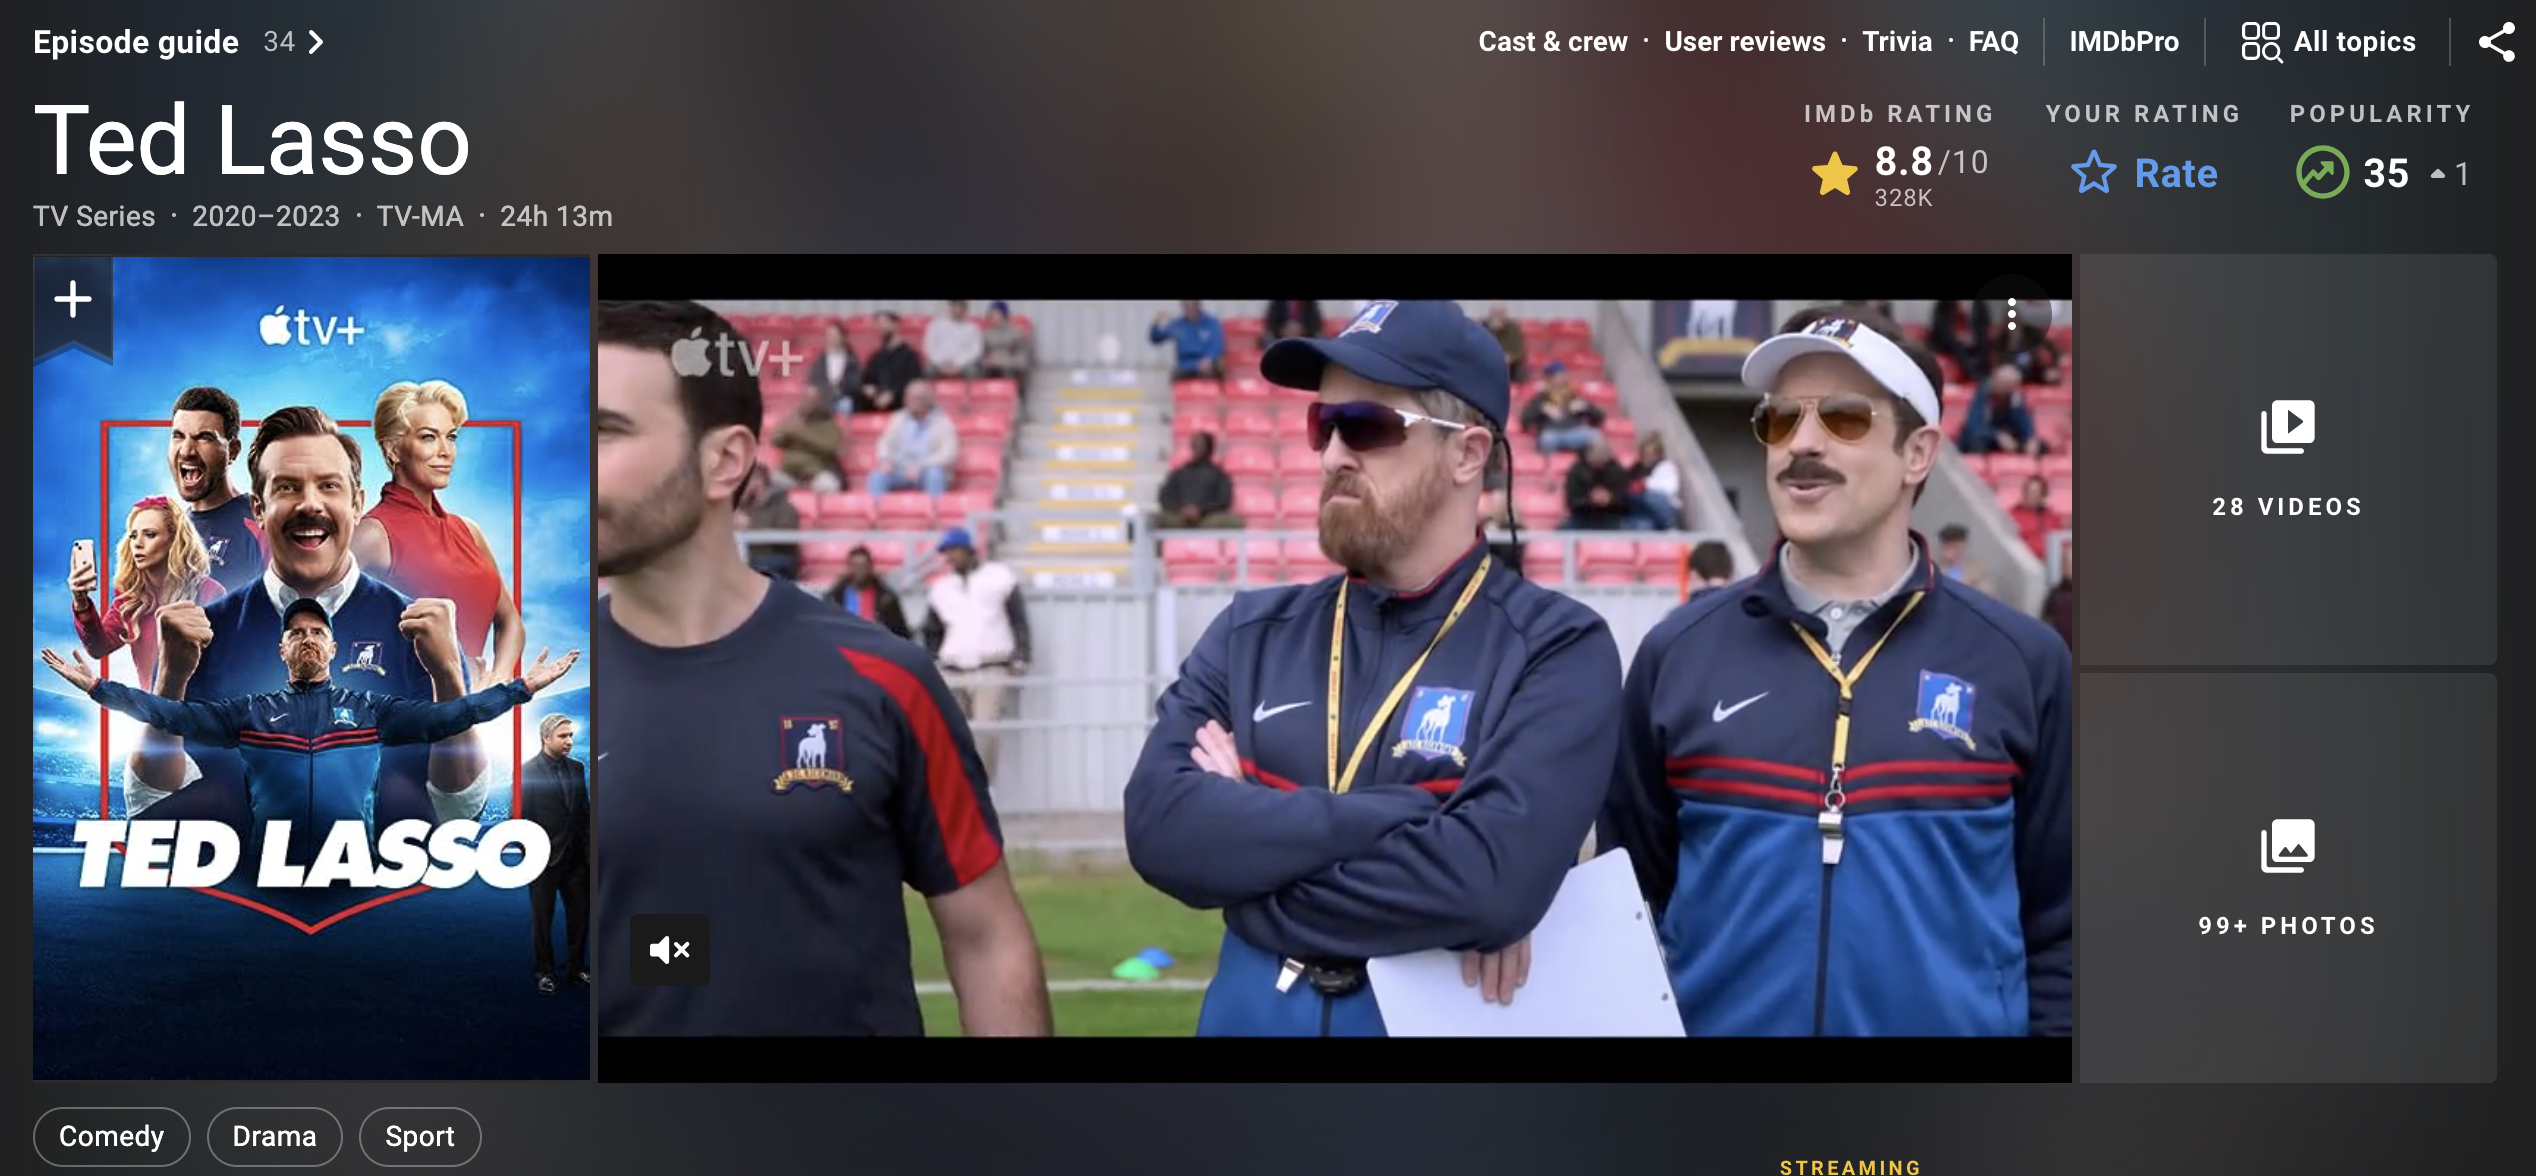 Episode guide 34
Cast & crew · User reviews · Trivia · FAQ IMDbPro All topics
Ted Lasso
TV Series · 2020–2023 · TV-MA · 24h 13m
IMDb RATING
8.8/10
328K
YOUR RATING
Rate
POPULARITY
35 1
tv+
TED LASSO
tv+
28 VIDEOS
99+ PHOTOS
Comedy
Drama
Sport
STREAMING